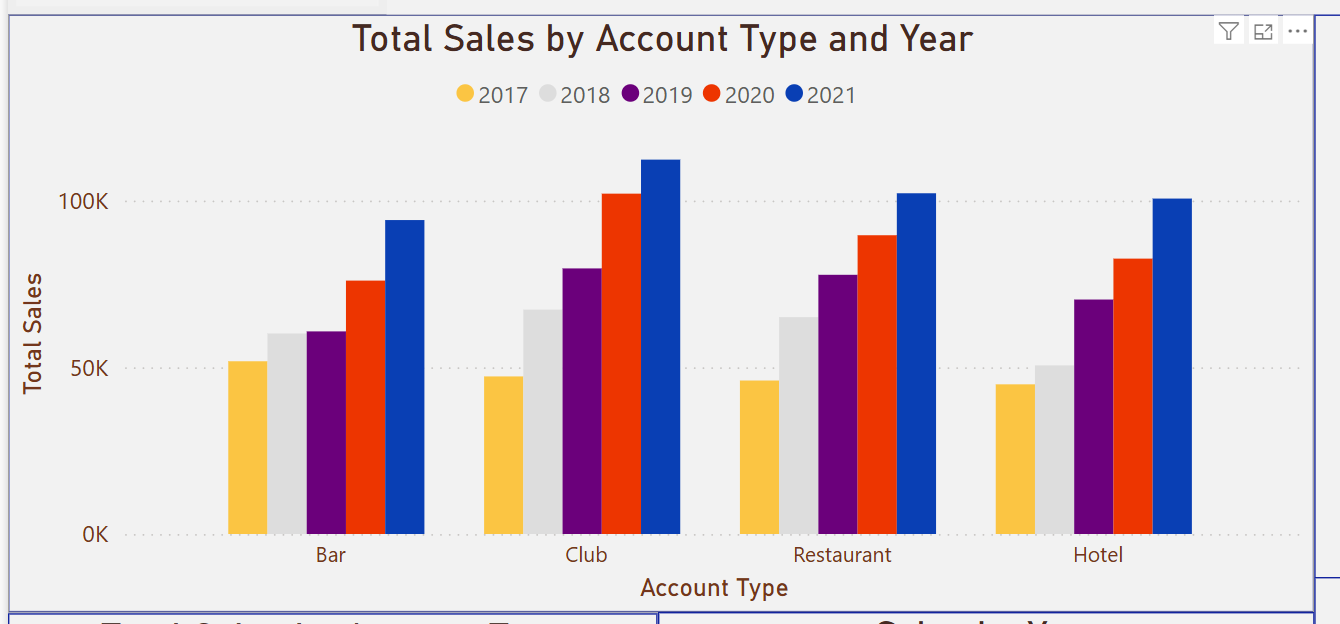 Total Sales by Account Type and Year
2017 2018 2019 2020 2021
100K
50K
0K
Total Sales
Bar Club Restaurant Hotel
Account Type